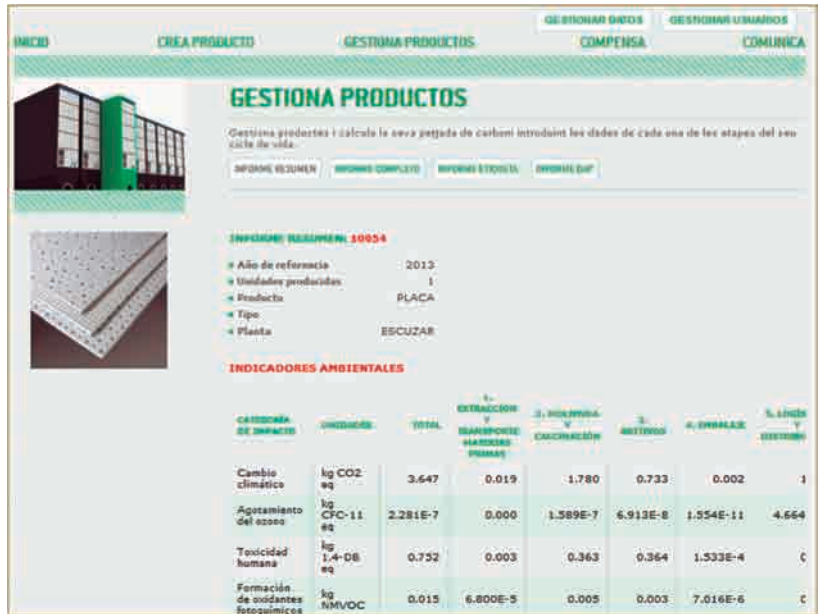 GESTIONAR DATOS GESTIONAR USUARIOS
INICIO CREA PRODUCTO GESTIONA PRODUCTOS COMPENSA COMUNICA
GESTIONA PRODUCTOS
Gestiona productes i calcula la seva petjada de carboni introduint les dades de cada una de les etapes del seu
cicle de vida.
INFORME RESUMEN INFORME COMPLETO INFORME ETIQUETA INFORME DAP
INFORME RESUMEN: 10054
Año de referencia 2013
Unidades producidas 1
Producto PLACA
Tipo
Planta ESCUZAR
INDICADORES AMBIENTALES
CATEGORÍA DE IMPACTO UNIDADES TOTAL 1. EXTRACCIÓN Y TRANSPORTE MATERIAS PRIMAS 2. MOLIENDA Y CALCINACIÓN 3. ADITIVOS 4. EMBALAJE 5. Y
Cambio climático kg CO2 eq 3.647 0.019 1.780 0.733 0.002 1
Agotamiento del ozono kg CFC-11 eq 2.281E-7 0.000 1.589E-7 6.913E-8 1.554E-11 4.664
Toxicidad humana kg 1.4-DB eq 0.752 0.003 0.363 0.364 1.533E-4 0
Formación de oxidantes fotoquímicos kg NMVOC 0.015 6.800E-5 0.005 0.003 7.016E-6 0